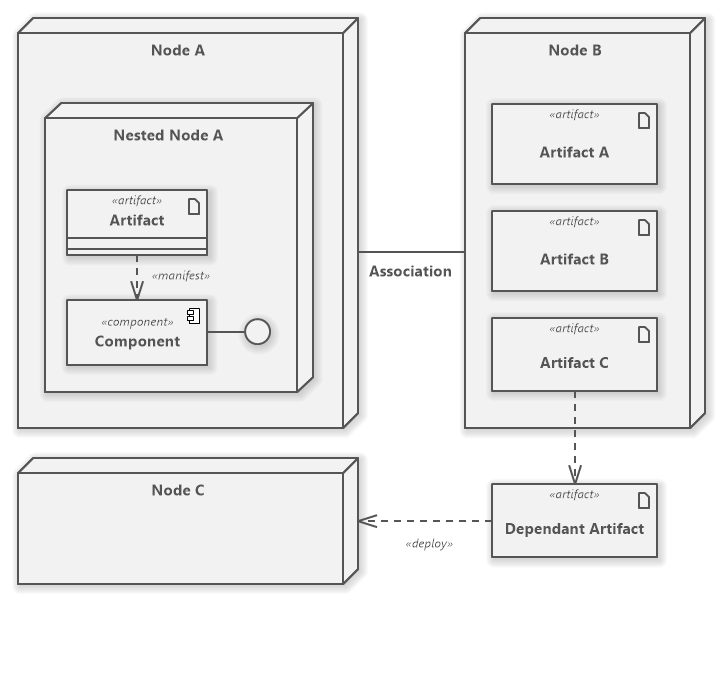 Node A
Nested Node A
«artifact»
Artifact
«manifest»
«component»
Component
Association
Node B
«artifact»
Artifact A
«artifact»
Artifact B
«artifact»
Artifact C
Node C
«deploy»
«artifact»
Dependant Artifact